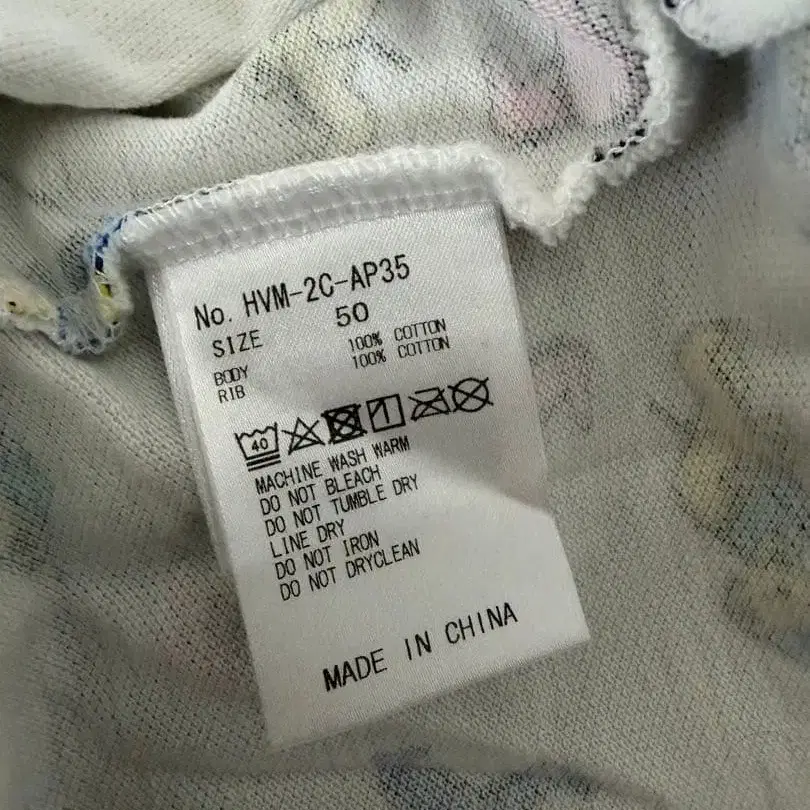 No. HVM-2C-AP35
SIZE 50
BODY 100% COTTON
RIB 100% COTTON
40
MACHINE WASH WARM
DO NOT BLEACH
DO NOT TUMBLE DRY
LINE DRY
DO NOT IRON
DO NOT DRYCLEAN
MADE IN CHINA